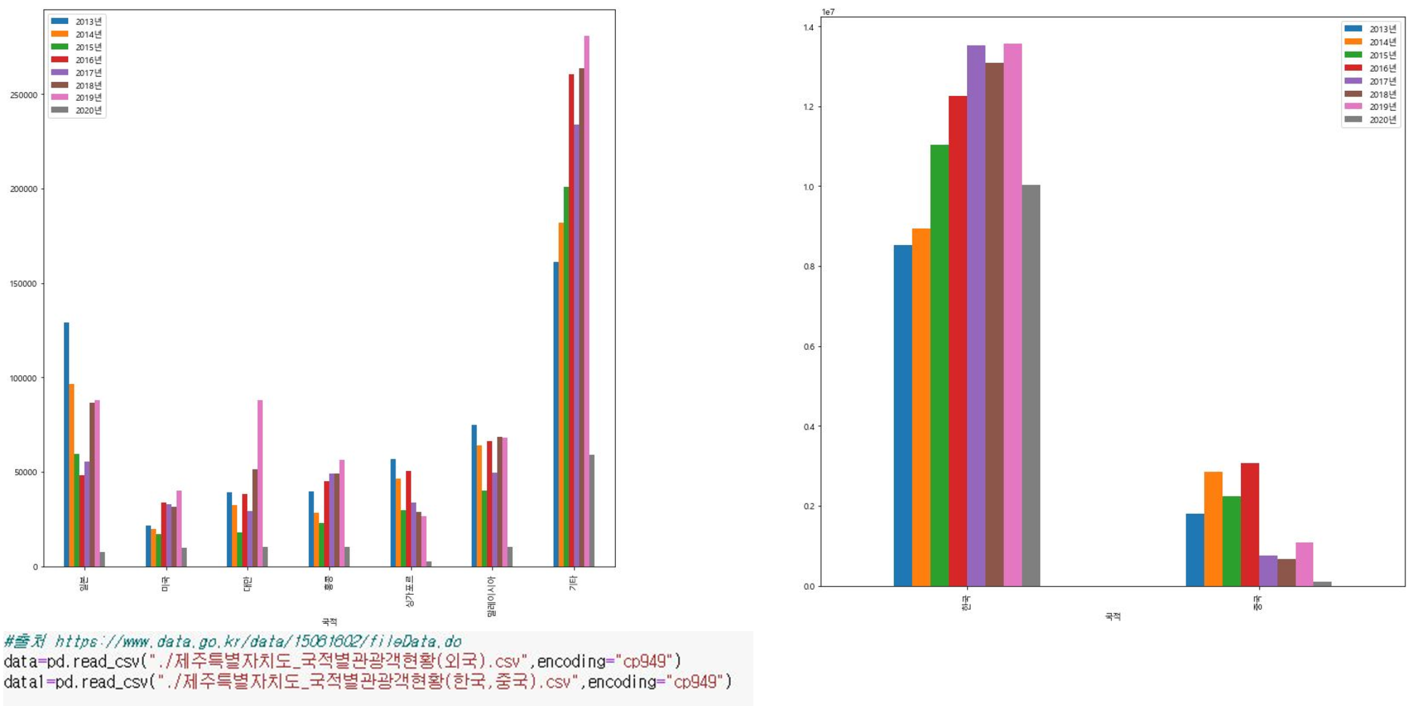 2013년
2014년
2015년
2016년
2017년
2018년
2019년
2020년
250000
200000
150000
100000
50000
0
일본
미국
대만
홍콩
싱가포르
말레이시아
기타
국적
1e7
1.4
1.2
1.0
0.8
0.6
0.4
0.2
0.0
2013년
2014년
2015년
2016년
2017년
2018년
2019년
2020년
한국
중국
국적
#출처 https://www.data.go.kr/data/15061602/fileData.do
data=pd.read_csv("./제주특별자치도_국적별관광객현황(외국).csv",encoding="cp949")
data1=pd.read_csv("./제주특별자치도_국적별관광객현황(한국,중국).csv",encoding="cp949")